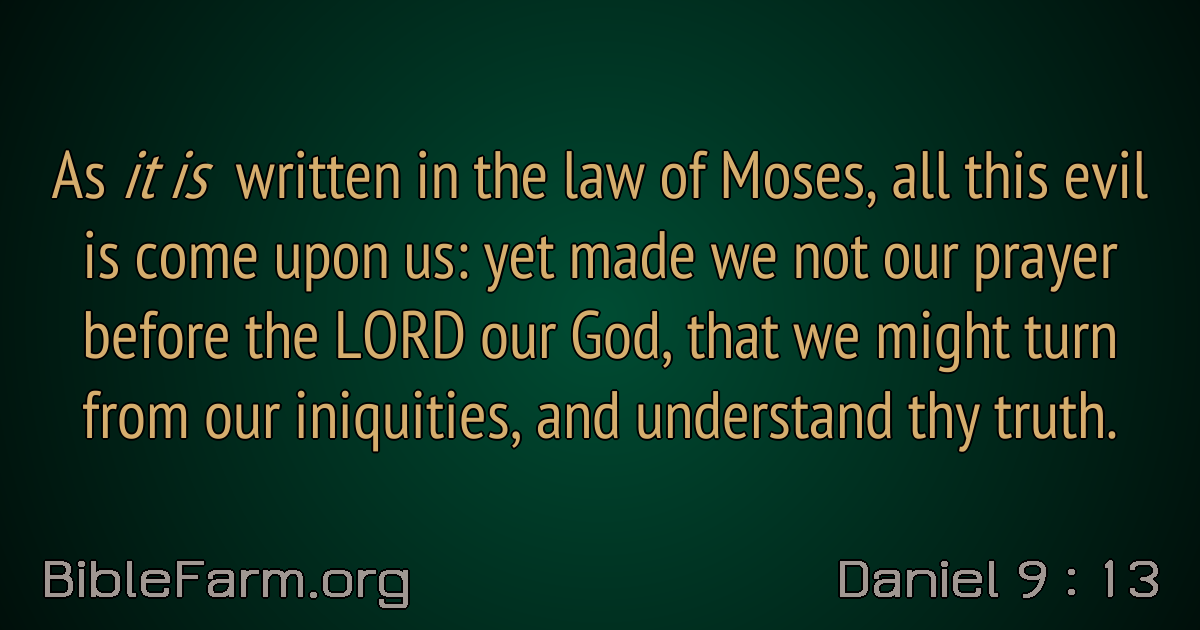 As it is written in the law of Moses, all this evil
is come upon us: yet made we not our prayer
before the LORD our God, that we might turn
from our iniquities, and understand thy truth.
BibleFarm.org
Daniel 9 : 13